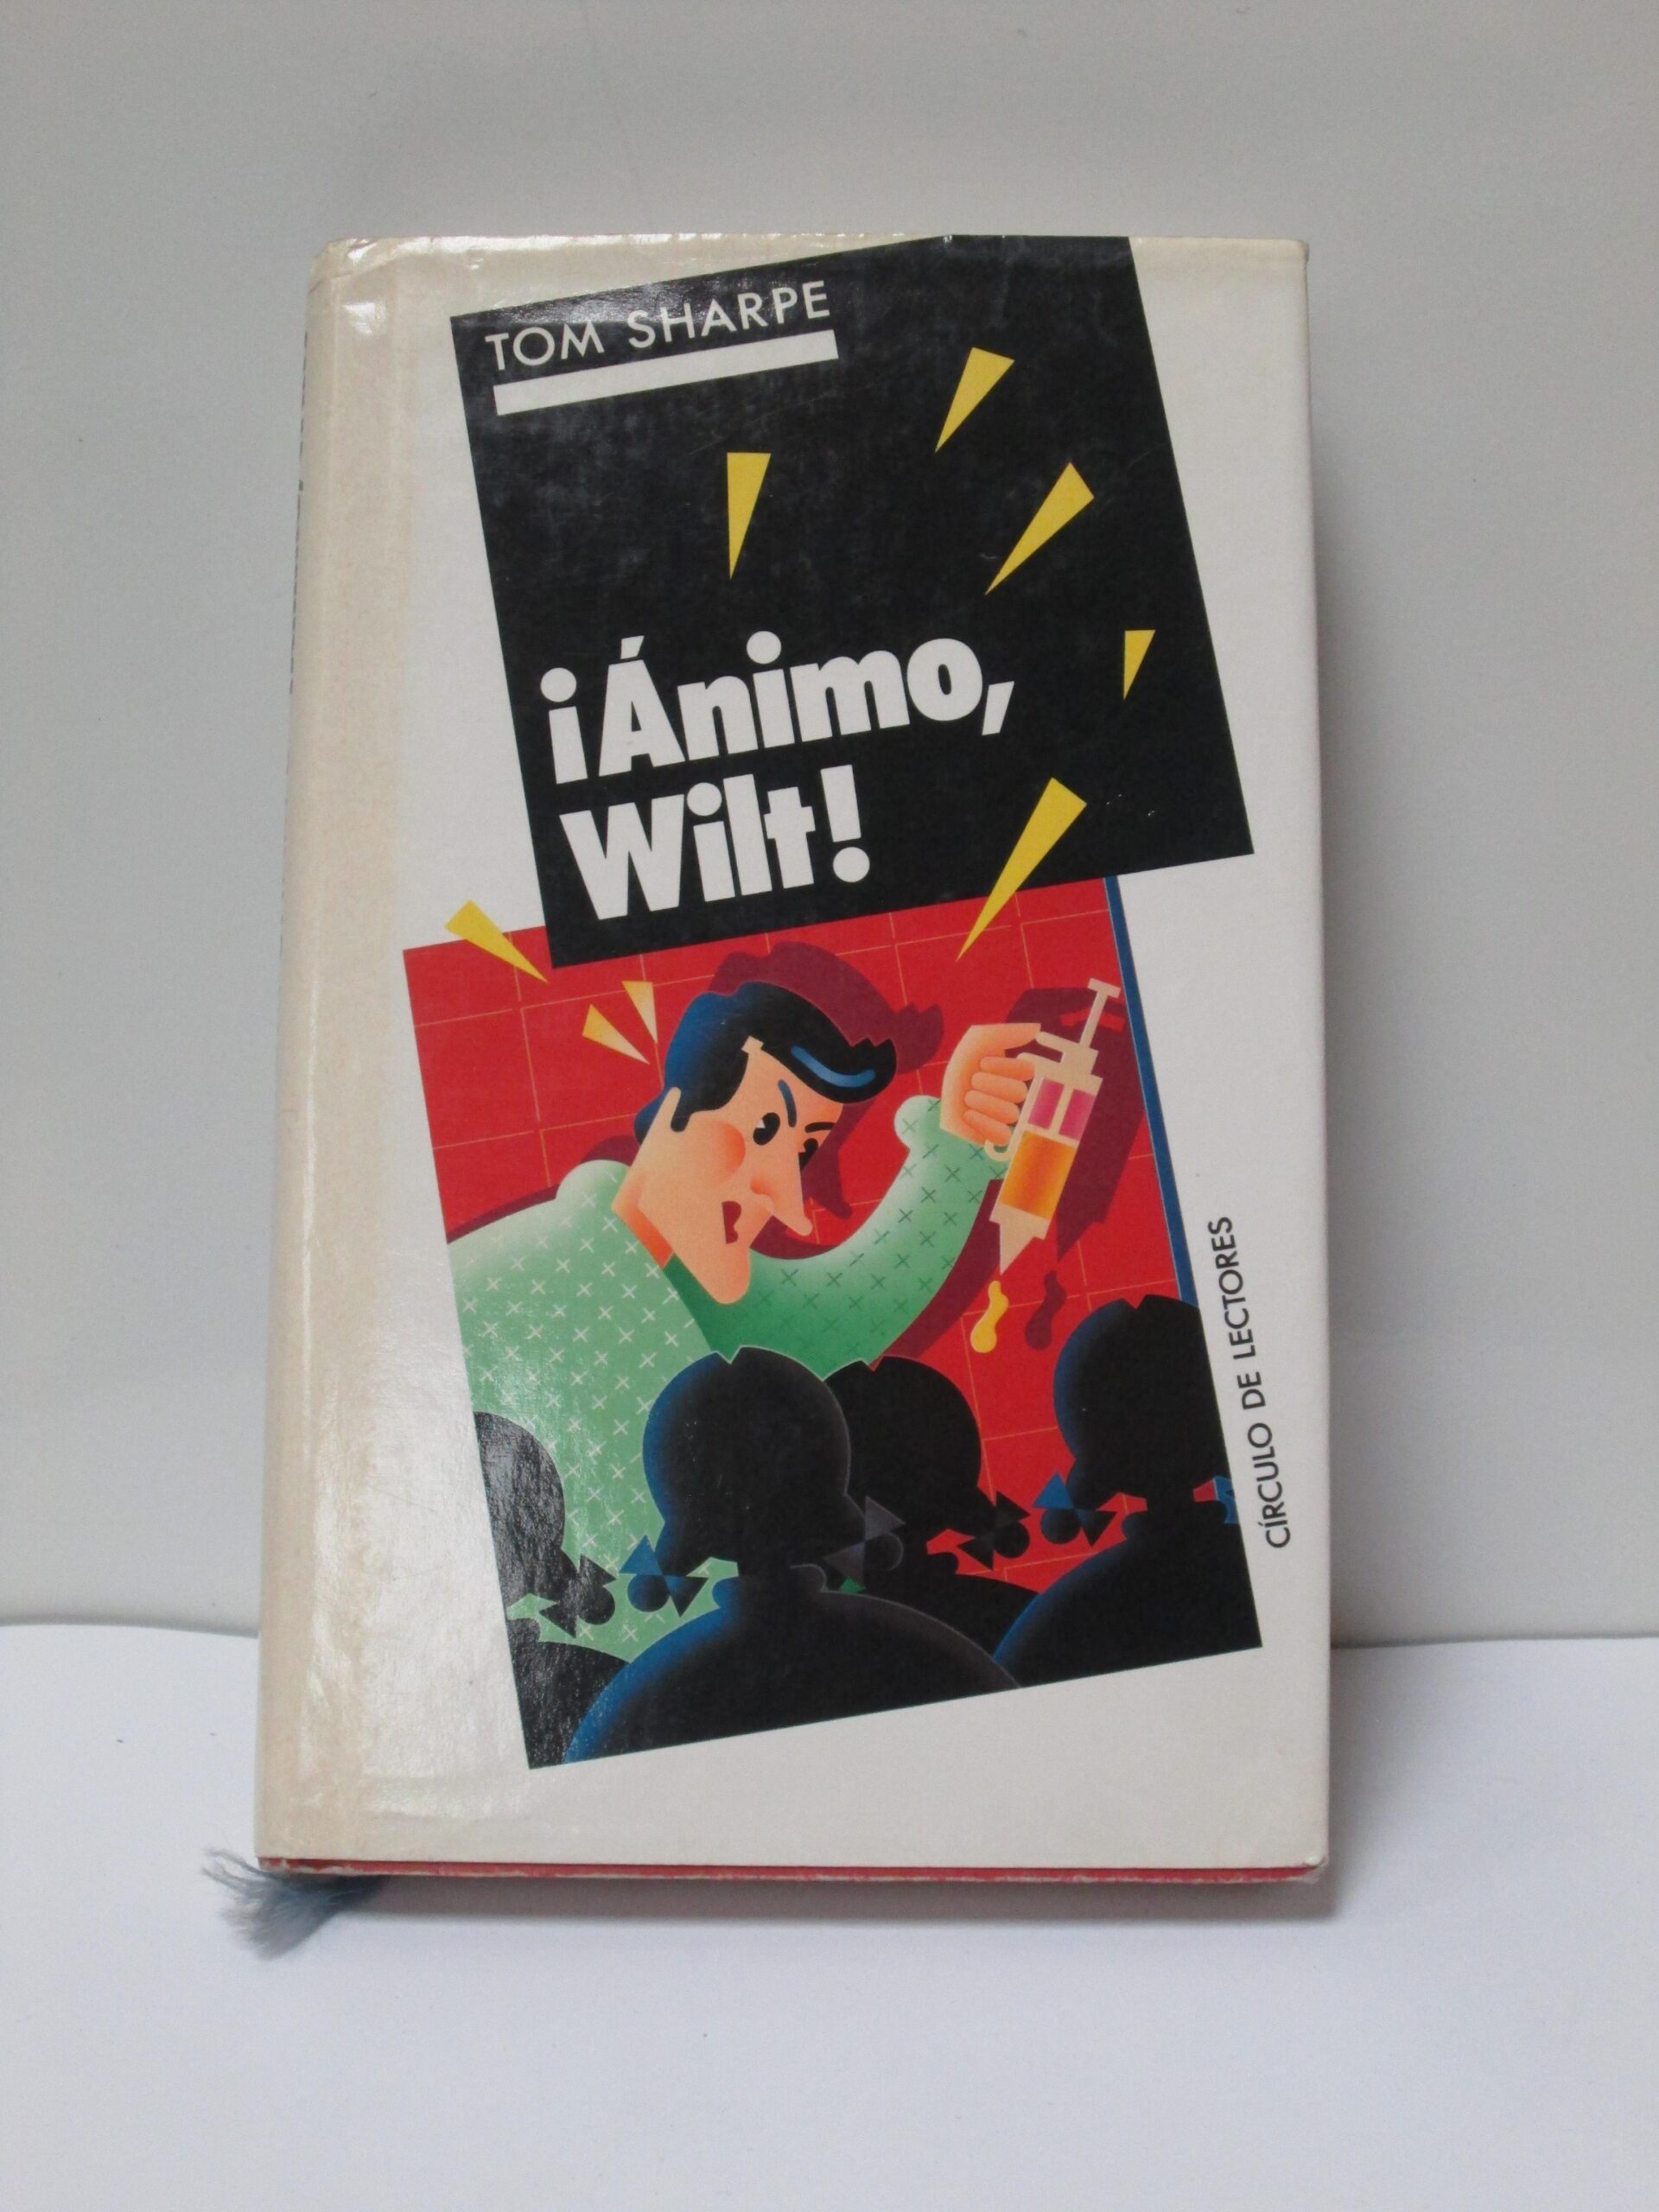 TOM SHARPE
¡Ánimo,
Wilt!
CÍRCULO DE LECTORES